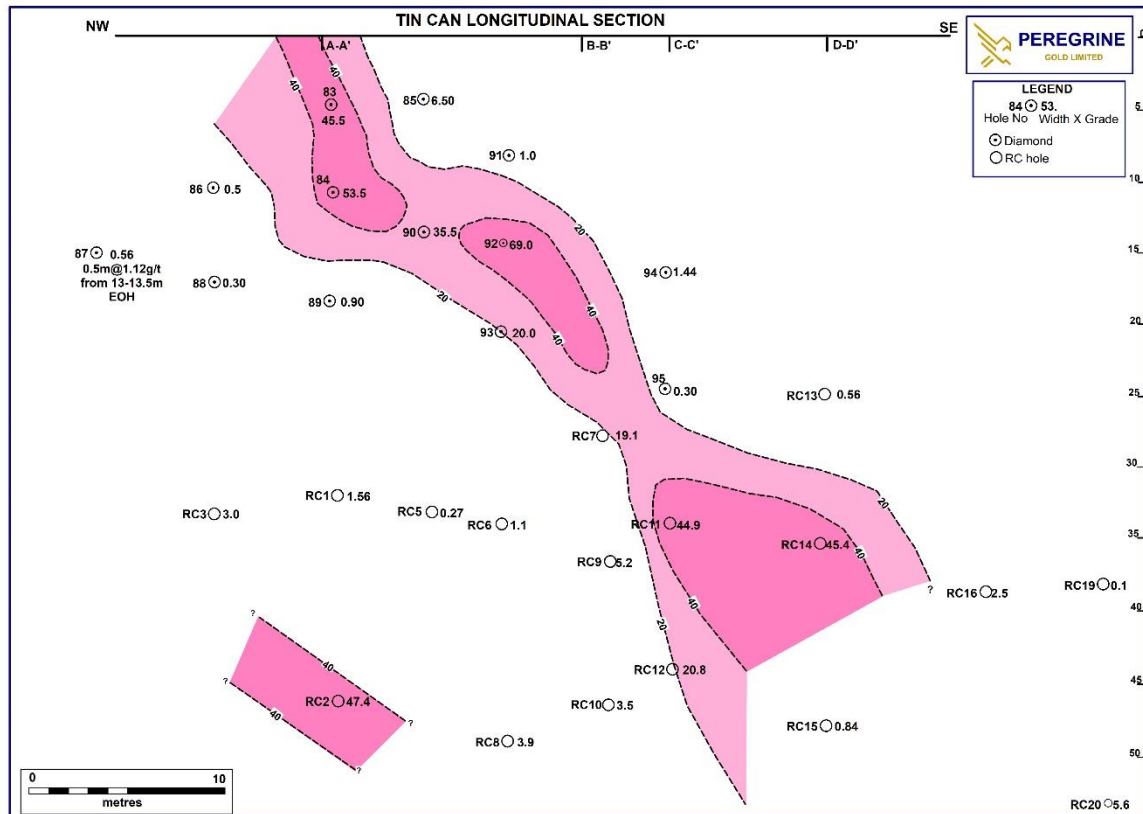 TIN CAN LONGITUDINAL SECTION
NW
SE
A-A'
B-B'
C-C'
D-D'
PEREGRINE
GOLD LIMITED
LEGEND
84 53.
Hole No Width X Grade
Diamond
RC hole
0
5
10
15
20
25
30
35
40
45
50
83
45.5
85 6.50
91 1.0
84
53.5
86 0.5
90 35.5
92 69.0
87 0.56
0.5m@1.12g/t
from 13-13.5m
EOH
88 0.30
89 0.90
94 1.44
93 20.0
95
0.30
RC13 0.56
RC7 19.1
RC1 1.56
RC3 3.0
RC5 0.27
RC6 1.1
RC11 44.9
RC14 45.4
RC9 5.2
RC16 2.5
RC19 0.1
RC12 20.8
RC2 47.4
RC10 3.5
RC15 0.84
RC8 3.9
RC20 5.6
40
40
20
20
40
40
20
40
40
20
20
40
40
?
?
?
?
?
0 10
metres